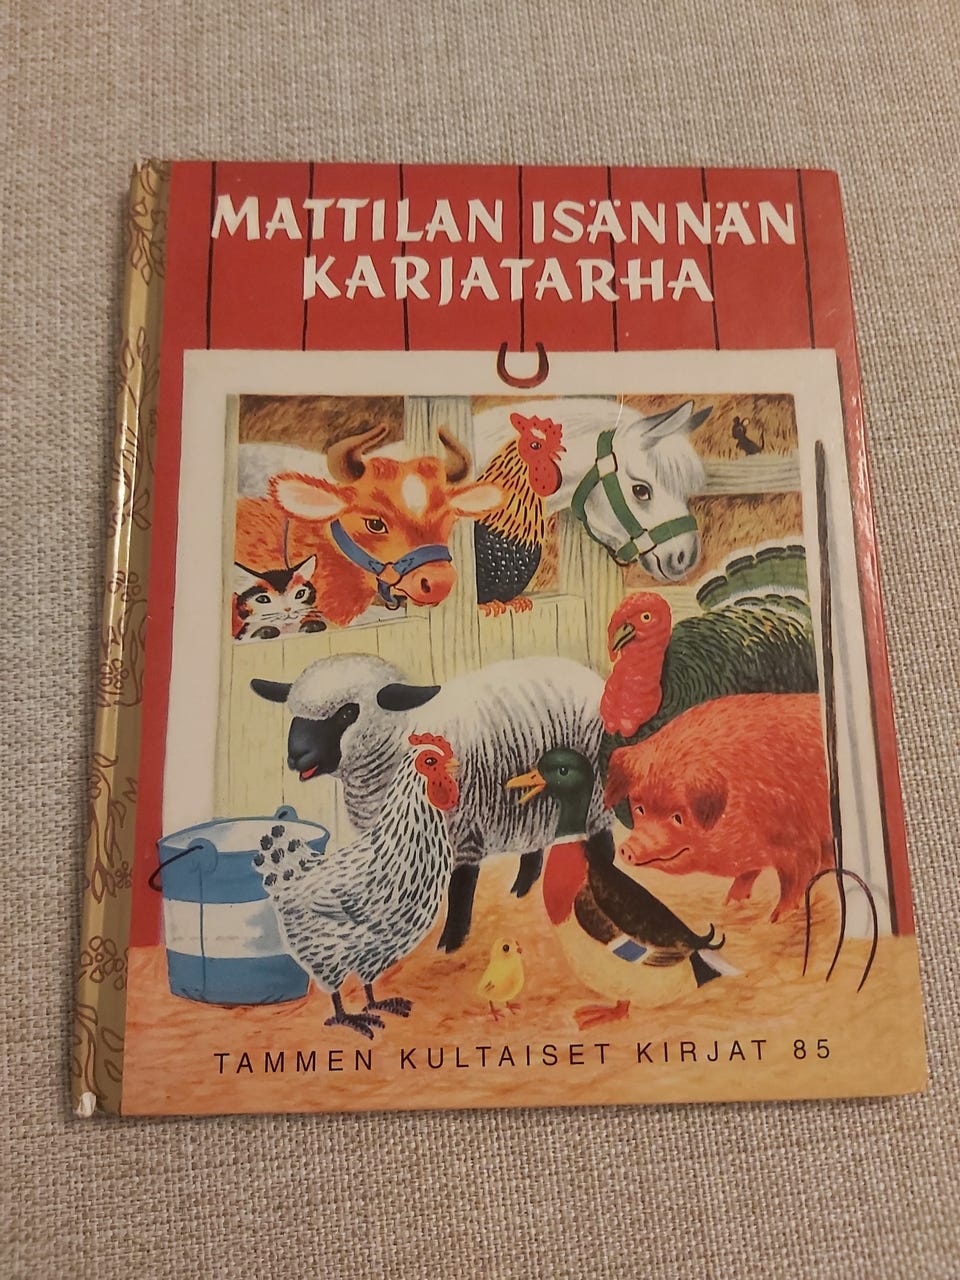 MATTILAN ISÄNNÄN
KARJATARHA
TAMMEN KULTAISET KIRJAT 85